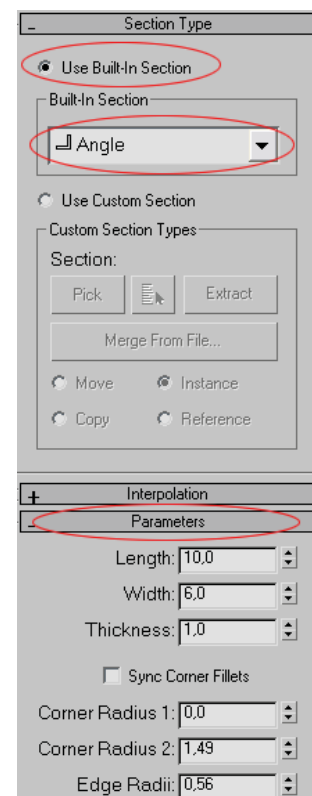 - Section Type
Use Built-In Section
Built-In Section
Angle
Use Custom Section
Custom Section Types
Section:
Pick Extract
Merge From File...
Move Instance
Copy Reference
+ Interpolation
- Parameters
Length: 10,0
Width: 6,0
Thickness: 1,0
Sync Corner Fillets
Corner Radius 1: 0,0
Corner Radius 2: 1,49
Edge Radii: 0,56